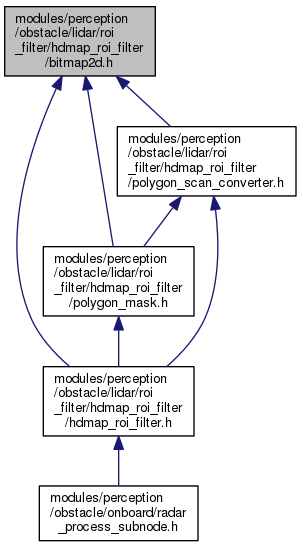 modules/perception
/obstacle/lidar/roi
_filter/hdmap_roi_filter
/bitmap2d.h
modules/perception
/obstacle/lidar/roi
_filter/hdmap_roi_filter
/polygon_scan_converter.h
modules/perception
/obstacle/lidar/roi
_filter/hdmap_roi_filter
/polygon_mask.h
modules/perception
/obstacle/lidar/roi
_filter/hdmap_roi_filter
/hdmap_roi_filter.h
modules/perception
/obstacle/onboard/radar
_process_subnode.h